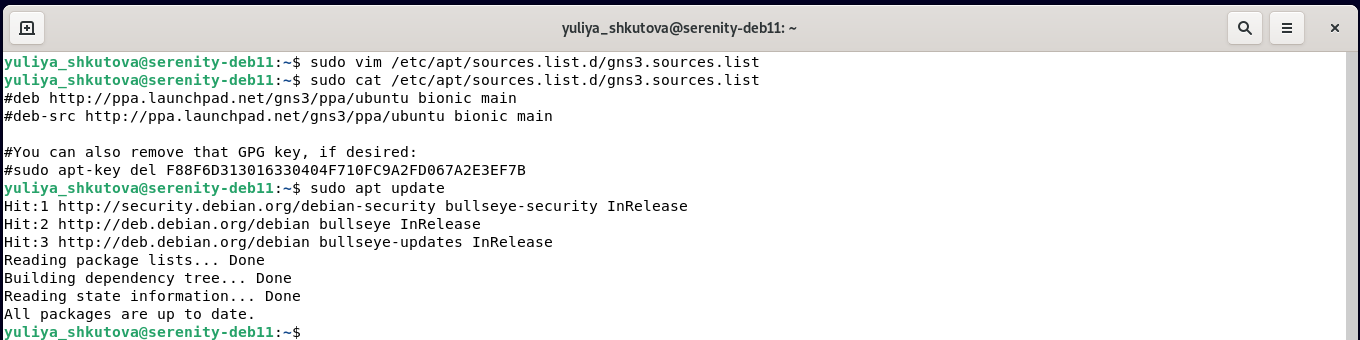 yuliya_shkutova@serenity-deb11: ~
yuliya_shkutova@serenity-deb11:~$ sudo vim /etc/apt/sources.list.d/gns3.sources.list
yuliya_shkutova@serenity-deb11:~$ sudo cat /etc/apt/sources.list.d/gns3.sources.list
#deb http://ppa.launchpad.net/gns3/ppa/ubuntu bionic main
#deb-src http://ppa.launchpad.net/gns3/ppa/ubuntu bionic main
#You can also remove that GPG key, if desired:
#sudo apt-key del F88F6D313016330404F710FC9A2FD067A2E3EF7B
yuliya_shkutova@serenity-deb11:~$ sudo apt update
Hit:1 http://security.debian.org/debian-security bullseye-security InRelease
Hit:2 http://deb.debian.org/debian bullseye InRelease
Hit:3 http://deb.debian.org/debian bullseye-updates InRelease
Reading package lists... Done
Building dependency tree... Done
Reading state information... Done
All packages are up to date.
yuliya_shkutova@serenity-deb11:~$